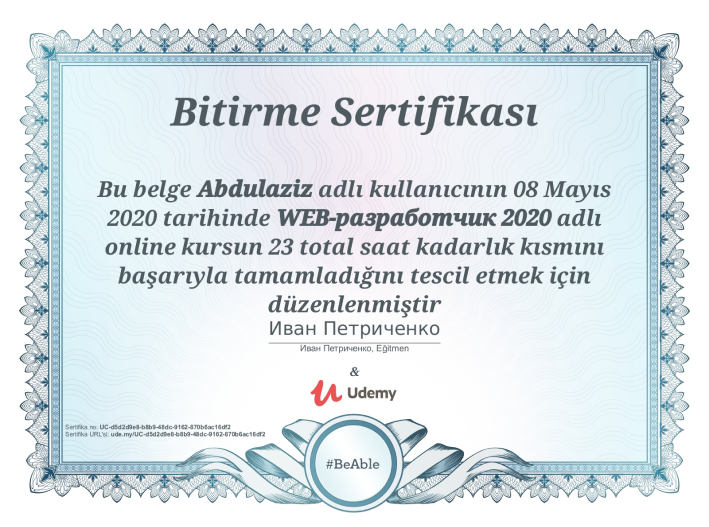 Bitirme Sertifikası
Bu belge Abdulaziz adlı kullanıcının 08 Mayıs
2020 tarihinde WEB-разработчик 2020 adlı
online kursun 23 total saat kadarlık kısmını
başarıyla tamamladığını tescil etmek için
düzenlenmiştir
Иван Петриченко
Иван Петриченко, Eğitmen
&
Udemy
Sertifika no: UC-d5d2d9e8-b8b9-48dc-9162-870b6ac16df2
Sertifika URL'si: ude.my/UC-d5d2d9e8-b8b9-48dc-9162-870b6ac16df2
#BeAble